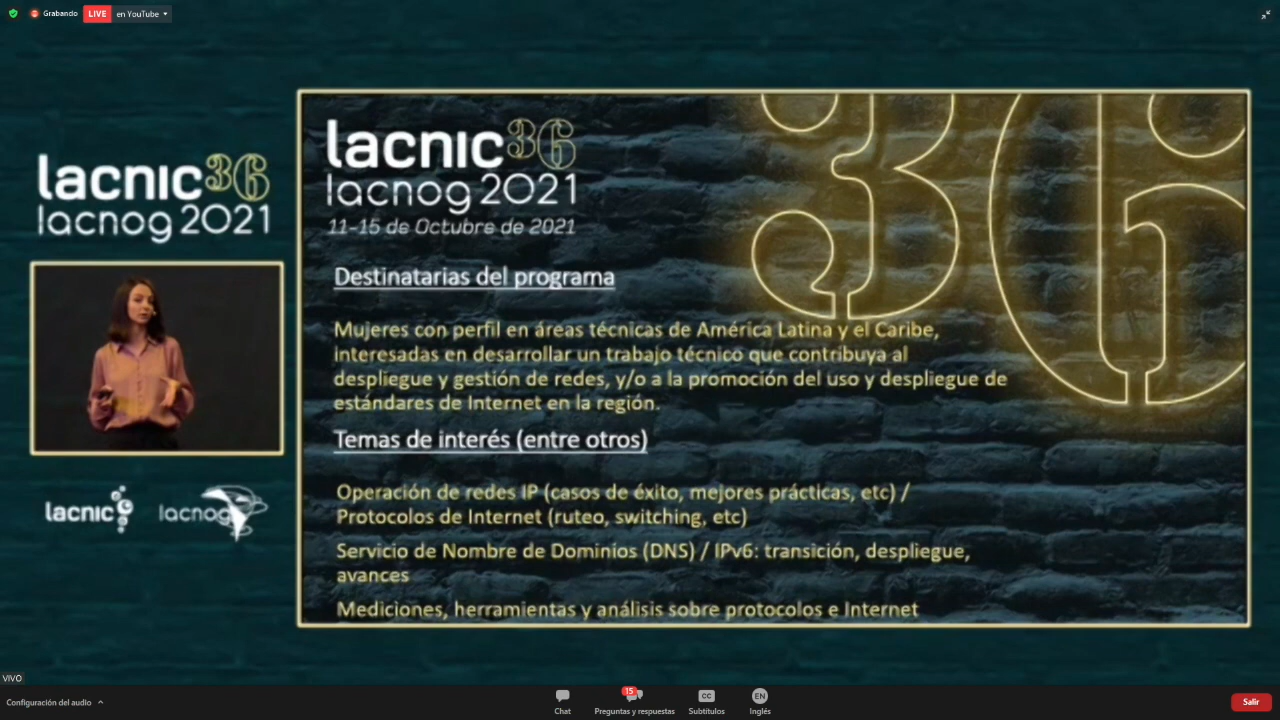 Grabando
LIVE
en YouTube
lacnic36
lacnog 2021
lacnic
lacnog
lacnic36
lacnog 2021
11-15 de Octubre de 2021
36
Destinatarias del programa
Mujeres con perfil en áreas técnicas de América Latina y el Caribe,
interesadas en desarrollar un trabajo técnico que contribuya al
despliegue y gestión de redes, y/o a la promoción del uso y despliegue de
estándares de Internet en la región.
Temas de interés (entre otros)
Operación de redes IP (casos de éxito, mejores prácticas, etc) /
Protocolos de Internet (ruteo, switching, etc)
Servicio de Nombre de Dominios (DNS) / IPv6: transición, despliegue,
avances
Mediciones, herramientas y análisis sobre protocolos e Internet
VIVO
Configuración del audio
Chat
15
Preguntas y respuestas
CC
Subtítulos
EN
Inglés
Salir